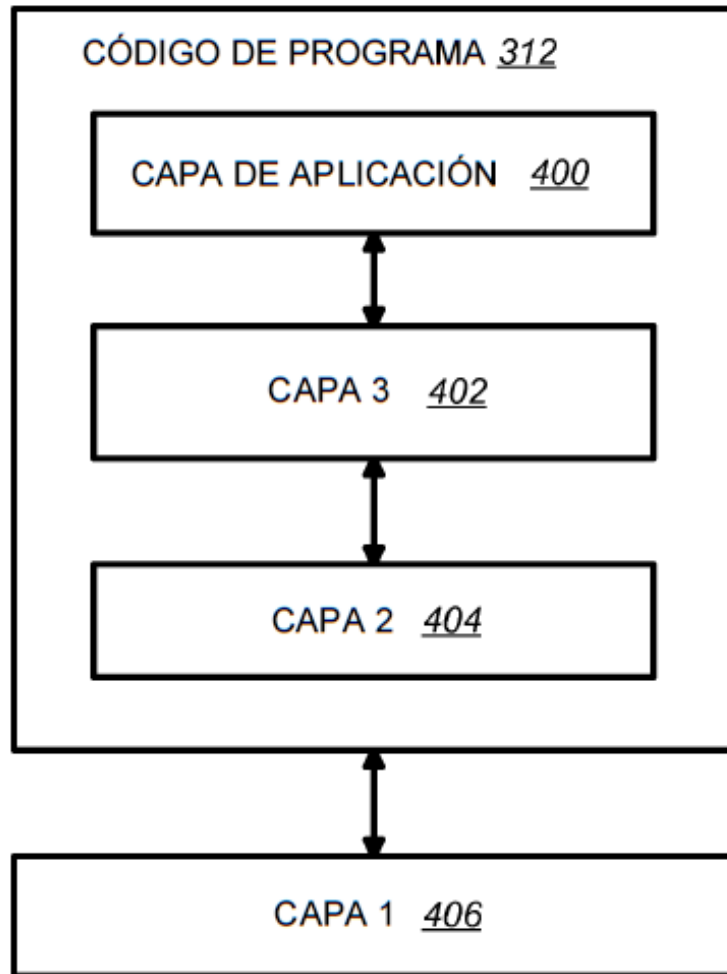 CÓDIGO DE PROGRAMA 312
CAPA DE APLICACIÓN 400
CAPA 3 402
CAPA 2 404
CAPA 1 406